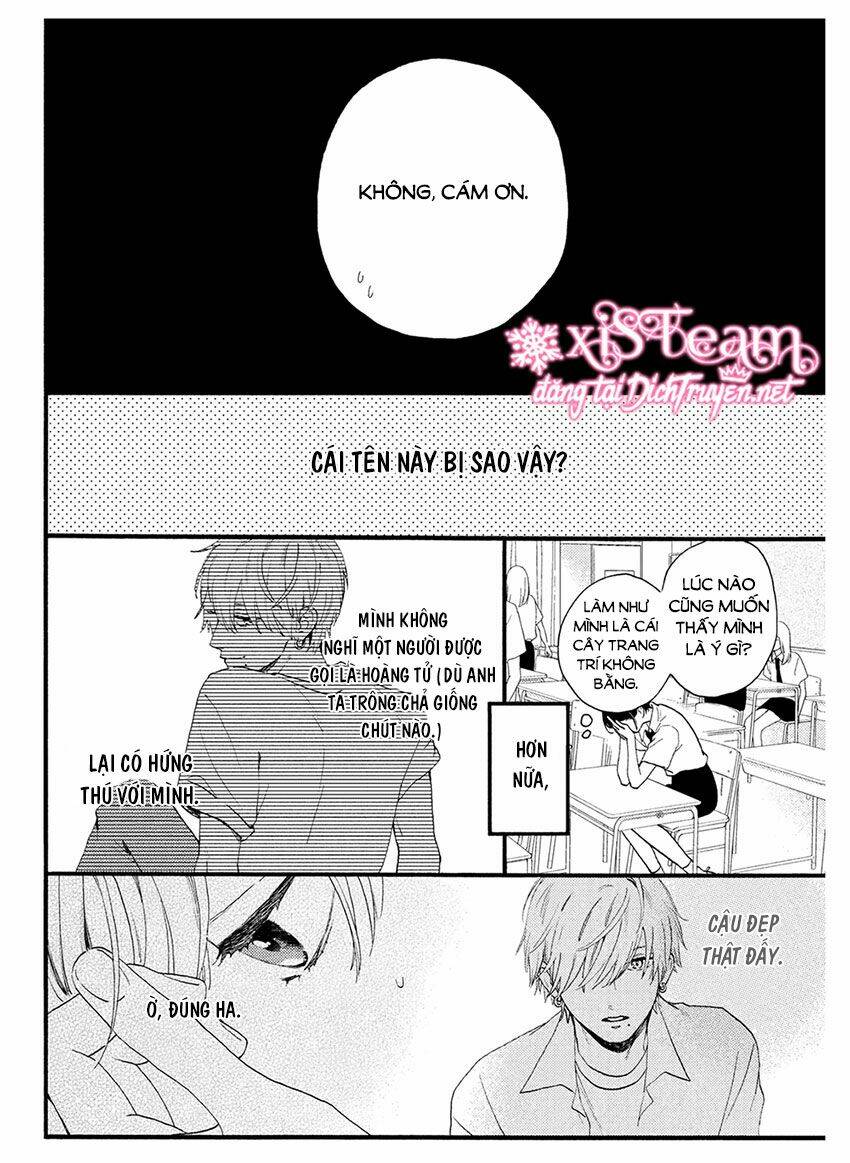 KHÔNG, CÁM ƠN.
xiSTeam
đăng tại DichTruyen.net
CÁI TÊN NÀY BỊ SAO VẬY?
LÚC NÀO
CŨNG MUỐN
THẤY MÌNH
LÀ Ý GÌ?
LÀM NHƯ
MÌNH LÀ CÁI
CÂY TRANG
TRÍ KHÔNG
BẰNG.
HƠN
NỮA,
MÌNH KHÔNG
NGHĨ MỘT NGƯỜI ĐƯỢC
GỌI LÀ HOÀNG TỬ (DÙ ANH
TA TRÔNG CHẢ GIỐNG
CHÚT NÀO.)
LẠI CÓ HỨNG
THÚ VỚI MÌNH.
CẬU ĐẸP
THẬT ĐẤY.
Ờ, ĐÚNG HA.